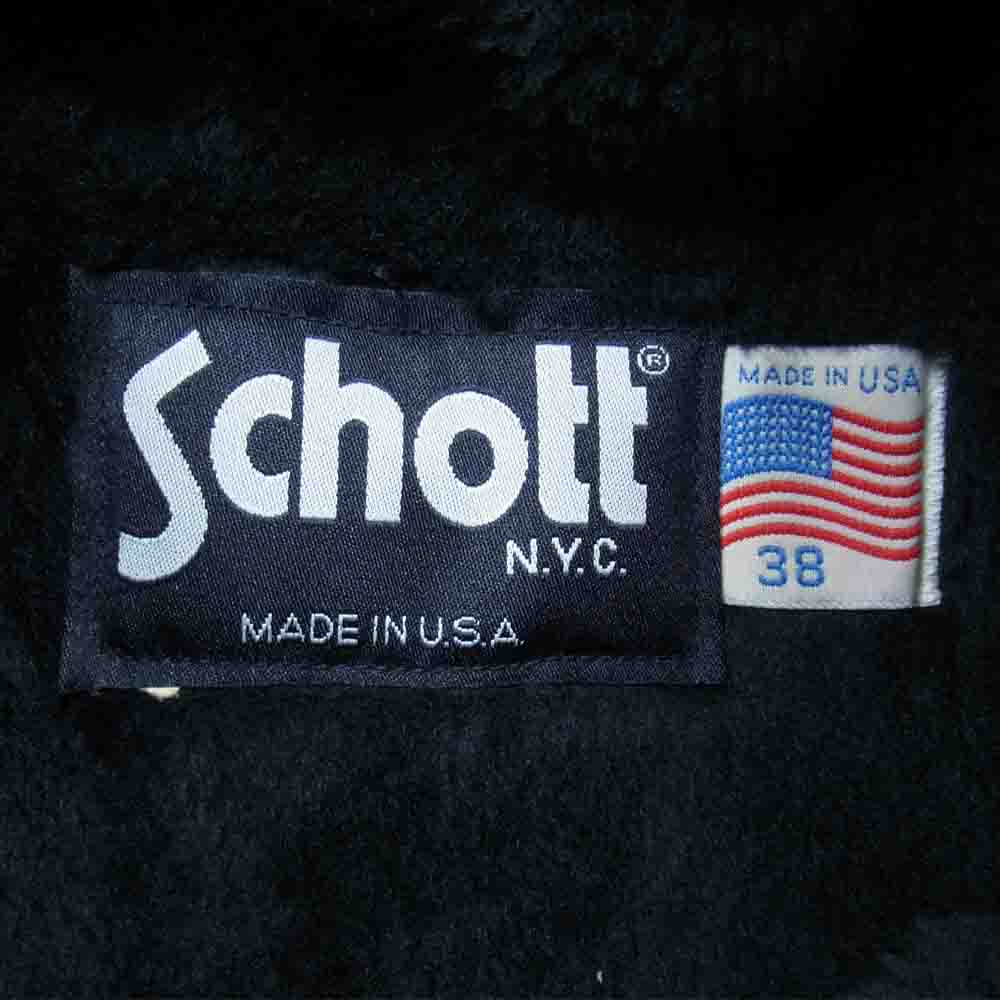 Schott®
N.Y.C.
MADE IN U.S.A.
MADE IN USA
38